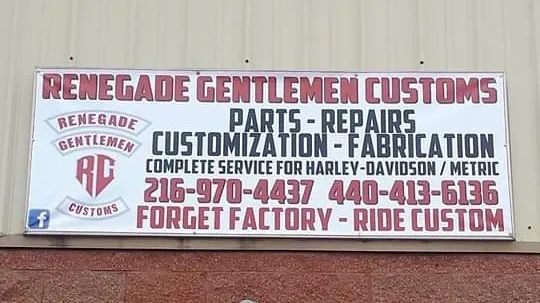 RENEGADE GENTLEMEN CUSTOMS
PARTS - REPAIRS
CUSTOMIZATION - FABRICATION
COMPLETE SERVICE FOR HARLEY-DAVIDSON / METRIC
216-970-4437 440-413-6136
FORGET FACTORY - RIDE CUSTOM
RENEGADE
GENTLEMEN
RG
CUSTOMS
f